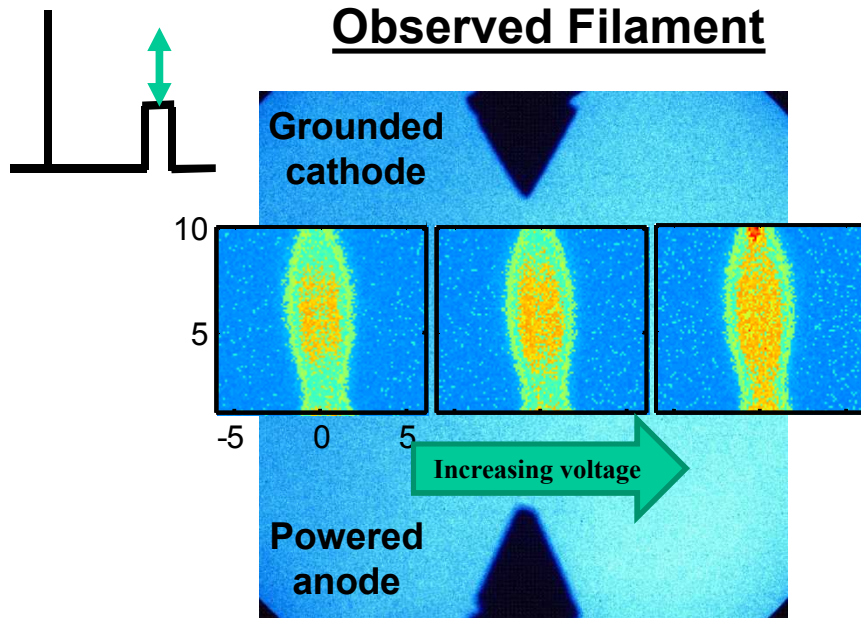 Observed Filament
Grounded
cathode
10
5
-5 0 5
Increasing voltage
Powered
anode